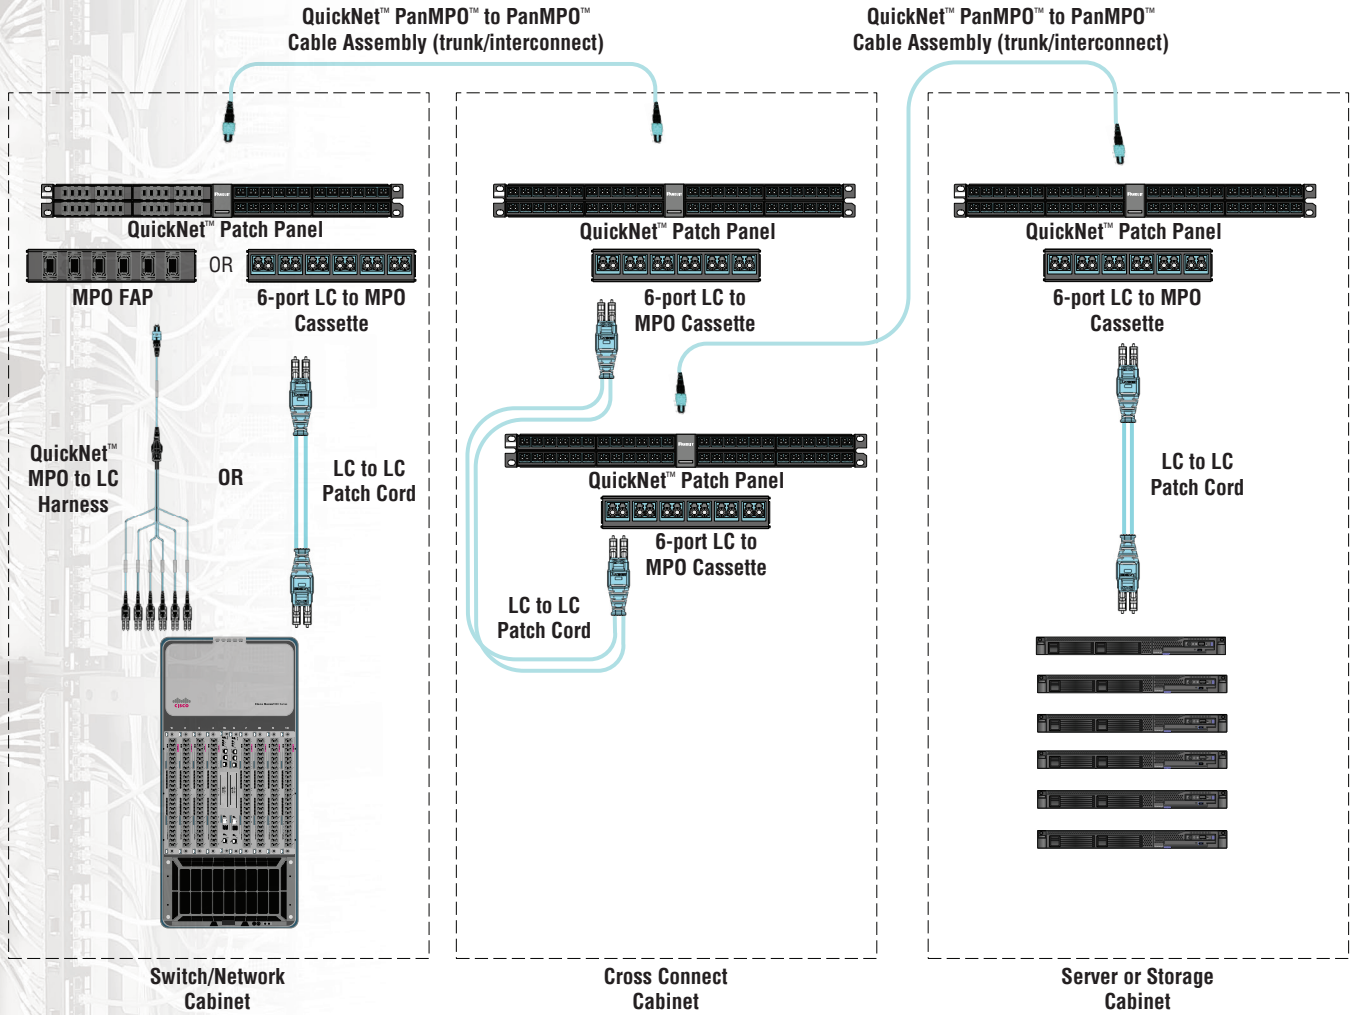 QuickNet™ PanMPO™ to PanMPO™
Cable Assembly (trunk/interconnect)
QuickNet™ PanMPO™ to PanMPO™
Cable Assembly (trunk/interconnect)
QuickNet™ Patch Panel
MPO FAP
OR
6-port LC to MPO
Cassette
QuickNet™
MPO to LC
Harness
OR
LC to LC
Patch Cord
CISCO
Switch/Network
Cabinet
PANDUIT
QuickNet™ Patch Panel
6-port LC to
MPO Cassette
PANDUIT
QuickNet™ Patch Panel
6-port LC to
MPO Cassette
LC to LC
Patch Cord
Cross Connect
Cabinet
PANDUIT
QuickNet™ Patch Panel
6-port LC to MPO
Cassette
LC to LC
Patch Cord
Server or Storage
Cabinet